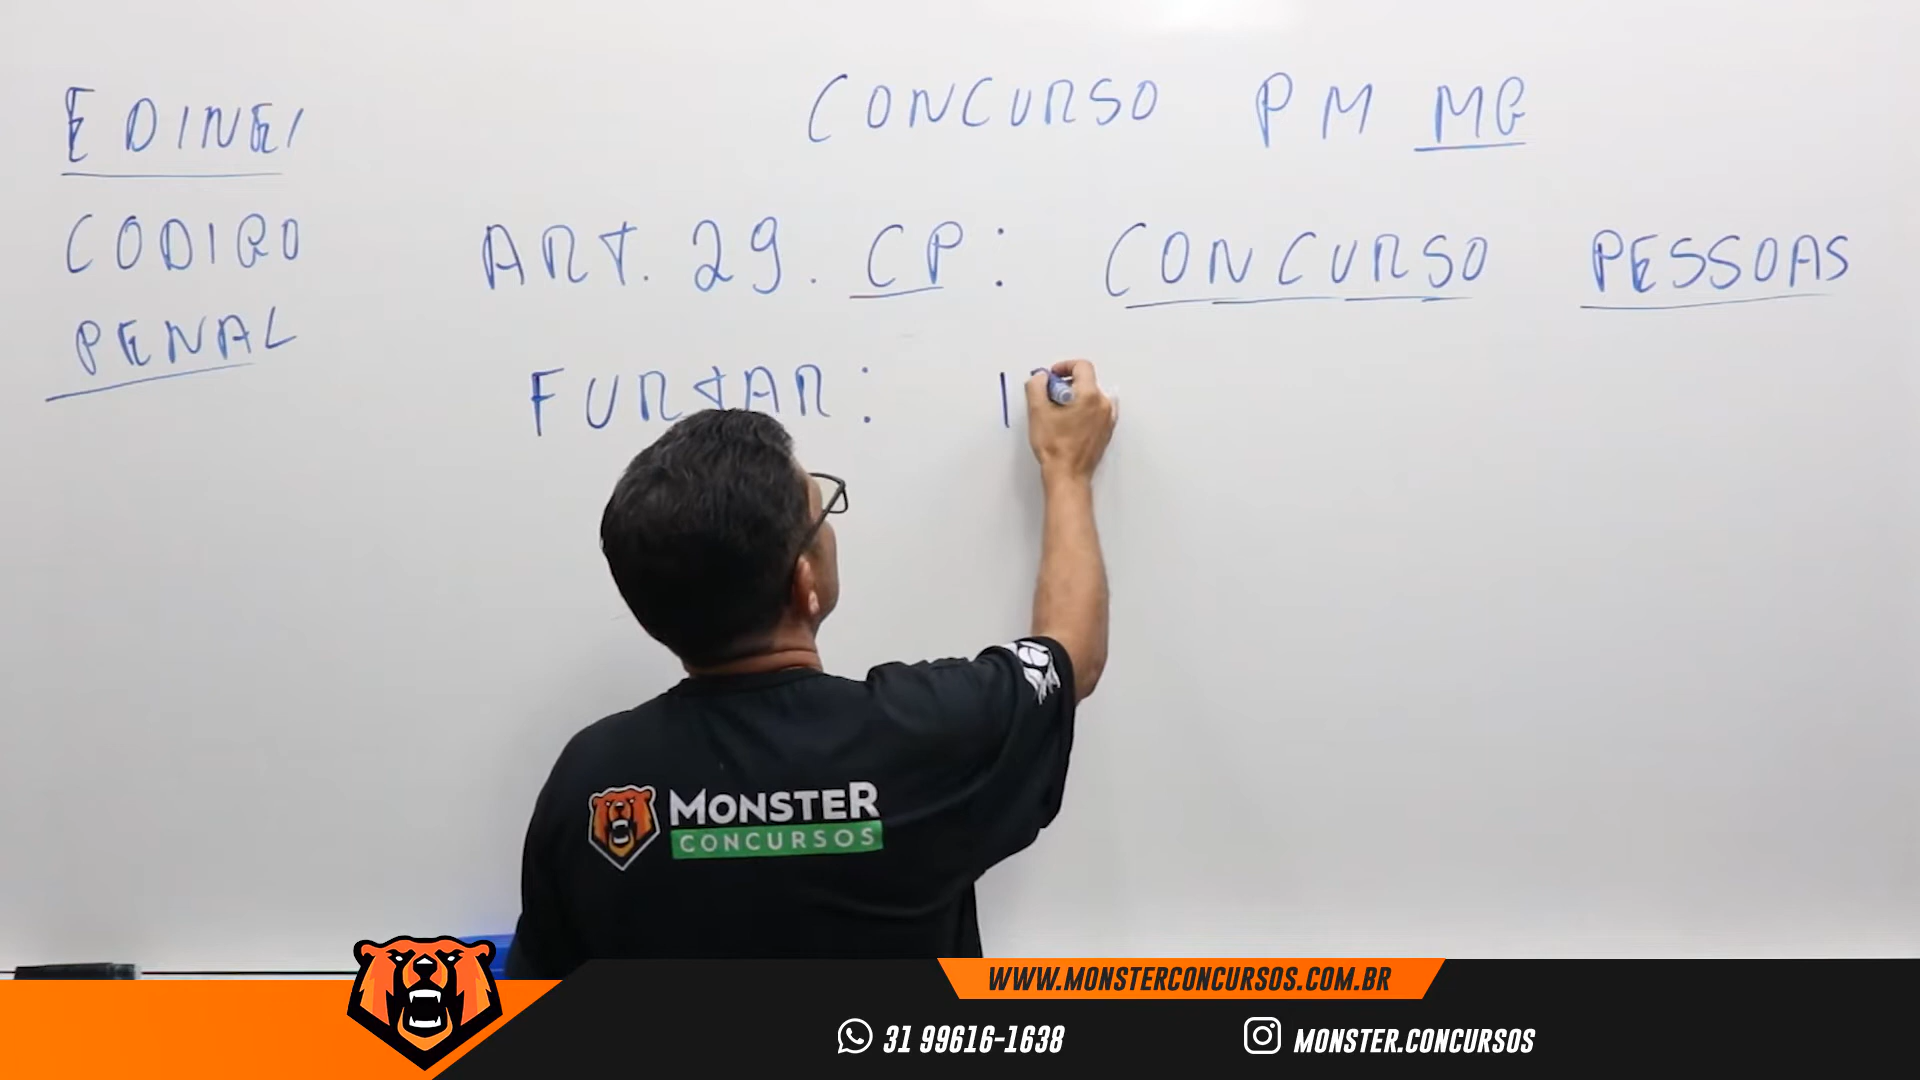 EDINEI
CODIGO
PENAL
CONCURSO PM MG
ART. 29. CP: CONCURSO PESSOAS
FURTAR:
MONSTER
CONCURSOS
WWW.MONSTERCONCURSOS.COM.BR
31 99616-1638
MONSTER.CONCURSOS